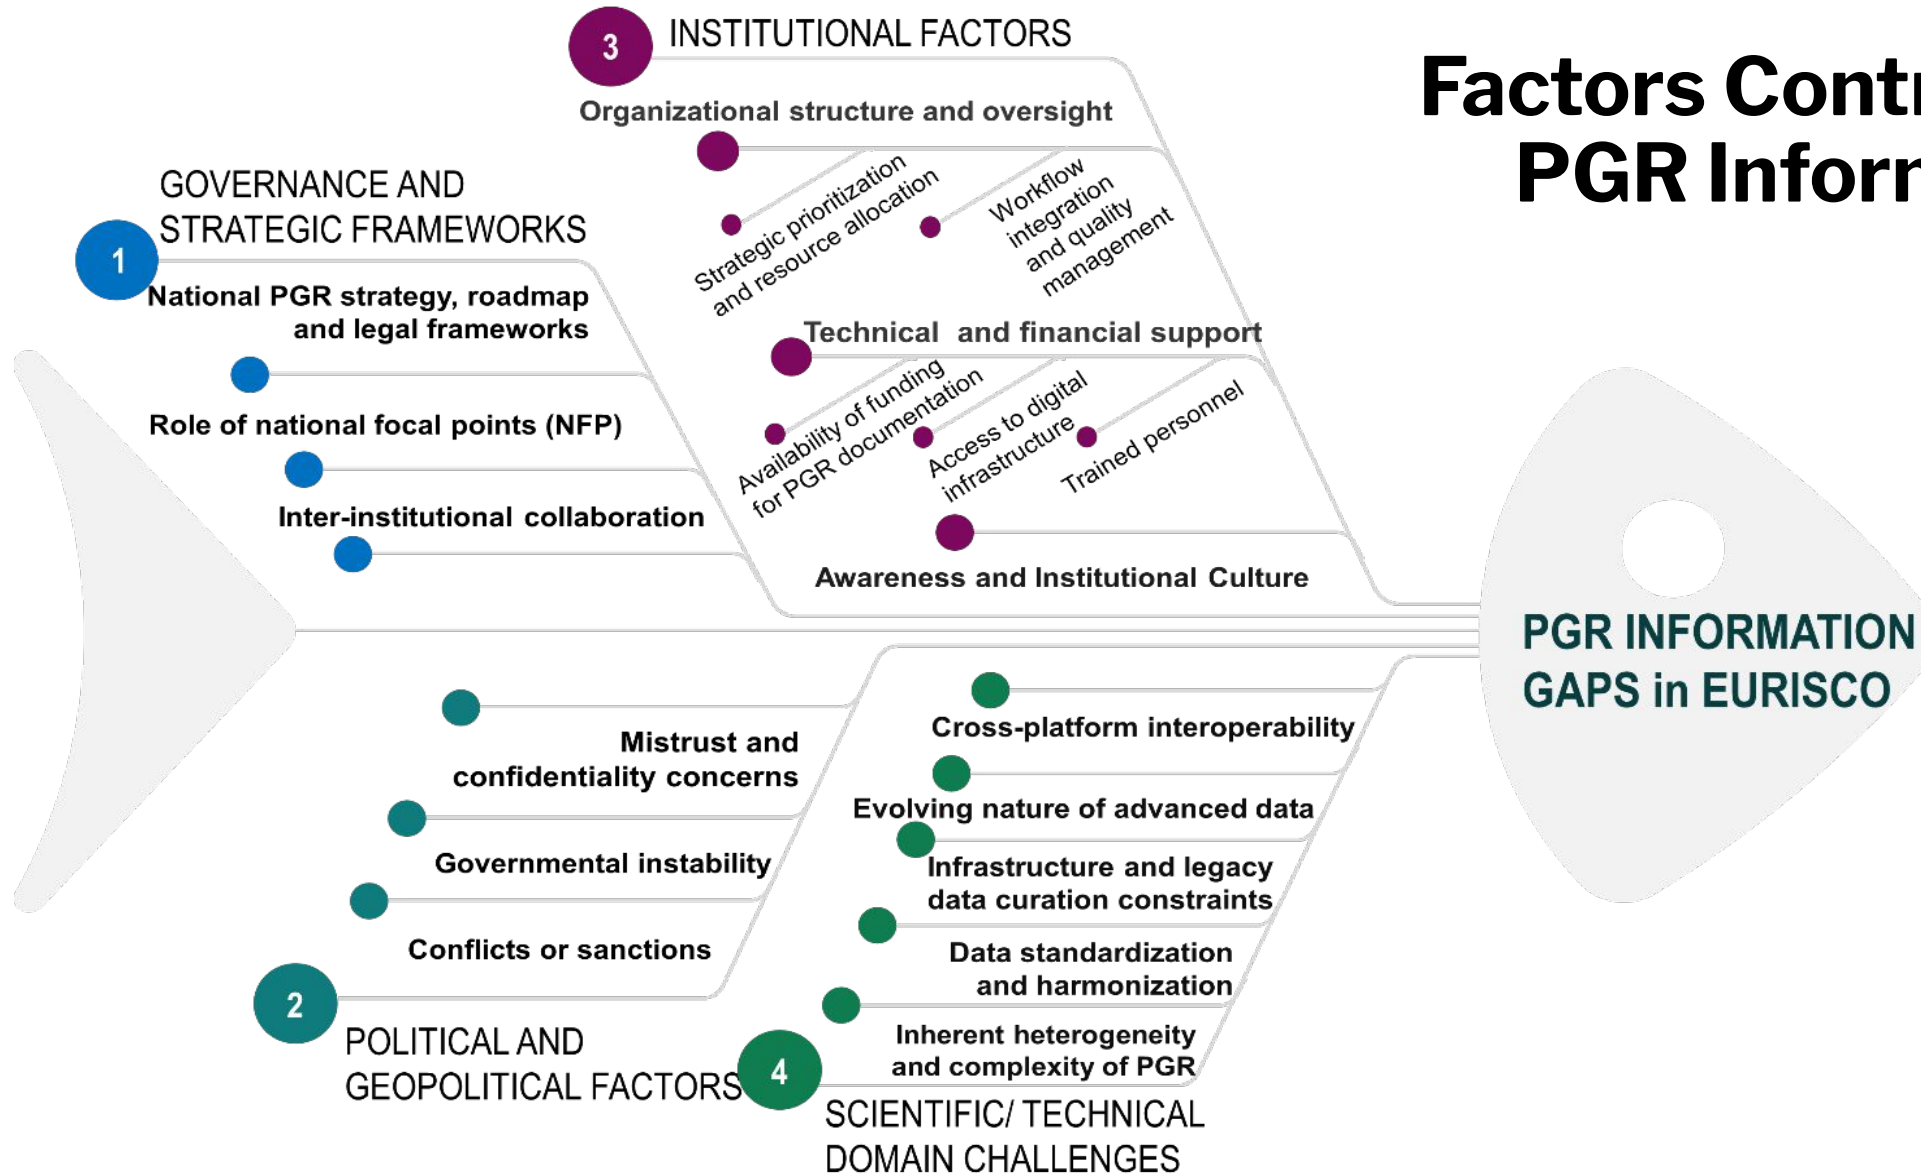 Factors Contr
PGR Inforn
3
INSTITUTIONAL FACTORS
Organizational structure and oversight
Strategic prioritization
and resource allocation
Workflow
integration
and quality
management
Technical and financial support
Availability of funding
for PGR documentation
Access to digital
infrastructure
Trained personnel
Awareness and Institutional Culture
1
GOVERNANCE AND
STRATEGIC FRAMEWORKS
National PGR strategy, roadmap
and legal frameworks
Role of national focal points (NFP)
Inter-institutional collaboration
PGR INFORMATION
GAPS in EURISCO
Mistrust and
confidentiality concerns
Governmental instability
Conflicts or sanctions
2
POLITICAL AND
GEOPOLITICAL FACTORS
Cross-platform interoperability
Evolving nature of advanced data
Infrastructure and legacy
data curation constraints
Data standardization
and harmonization
Inherent heterogeneity
and complexity of PGR
4
SCIENTIFIC/ TECHNICAL
DOMAIN CHALLENGES